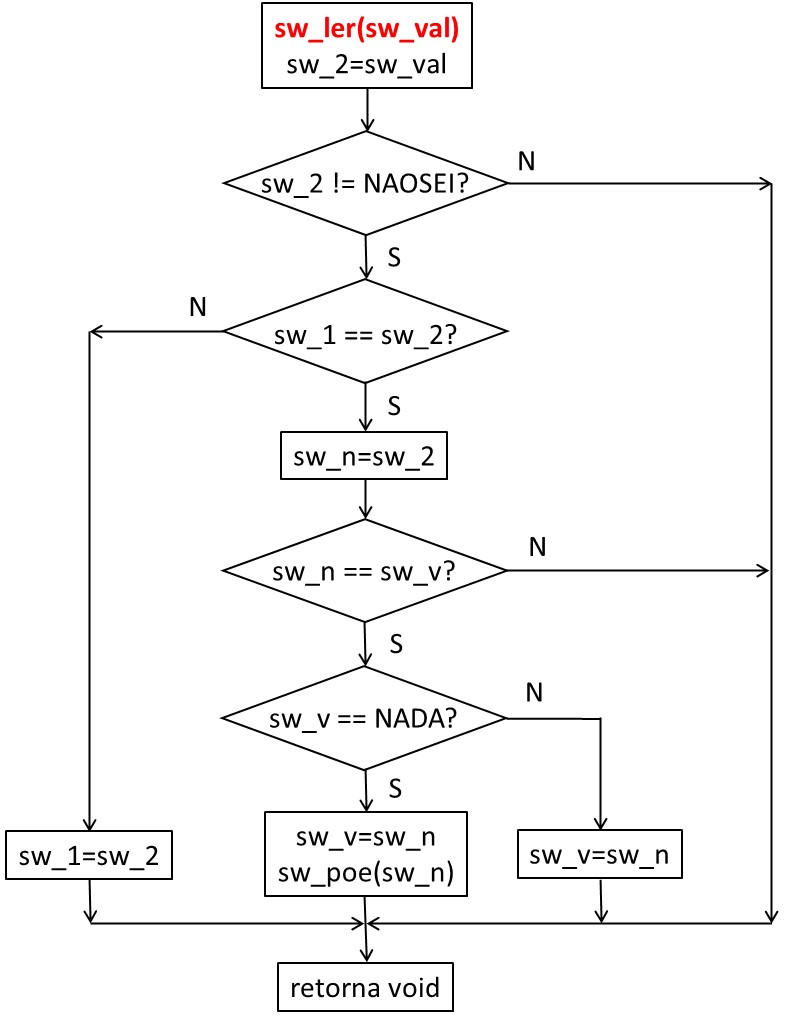 sw_ler(sw_val)
sw_2=sw_val
sw_2 != NAOSEI?
N
S
sw_1 == sw_2?
N
S
sw_n=sw_2
sw_n == sw_v?
N
S
sw_v == NADA?
N
S
sw_1=sw_2
sw_v=sw_n
sw_poe(sw_n)
sw_v=sw_n
retorna void